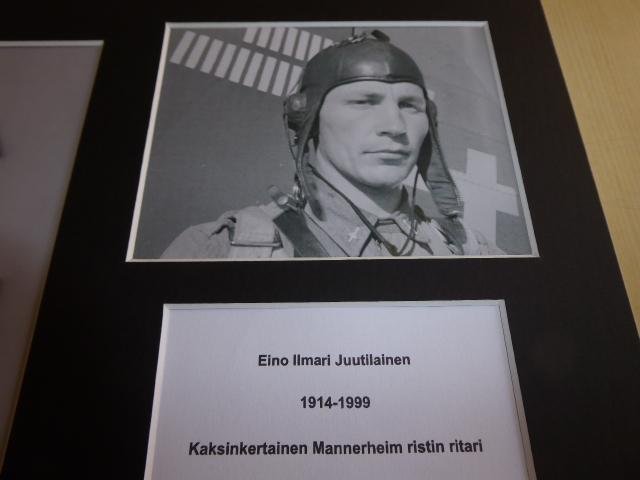 Eino Ilmari Juutilainen
1914-1999
Kaksinkertainen Mannerheim ristin ritari